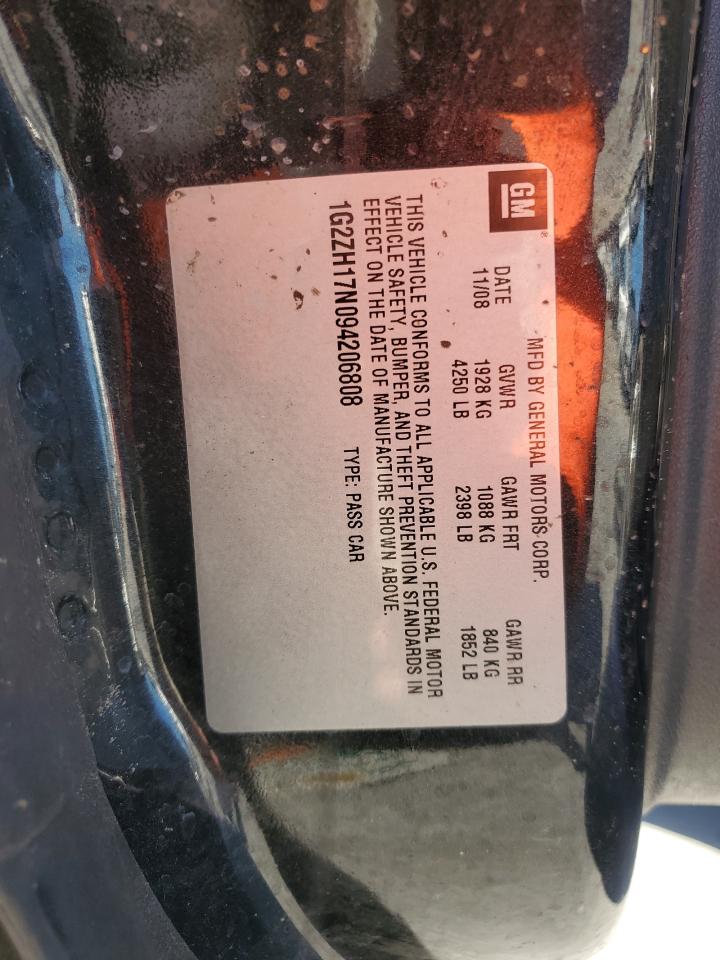 GM®
MFD BY GENERAL MOTORS CORP.
DATE GVWR GAWR FRT GAWR RR
11/08 1928 KG 1088 KG 840 KG
4250 LB 2398 LB 1852 LB
THIS VEHICLE CONFORMS TO ALL APPLICABLE U.S. FEDERAL MOTOR
VEHICLE SAFETY, BUMPER, AND THEFT PREVENTION STANDARDS IN
EFFECT ON THE DATE OF MANUFACTURE SHOWN ABOVE.
1G2ZH17N094206808 TYPE: PASS CAR